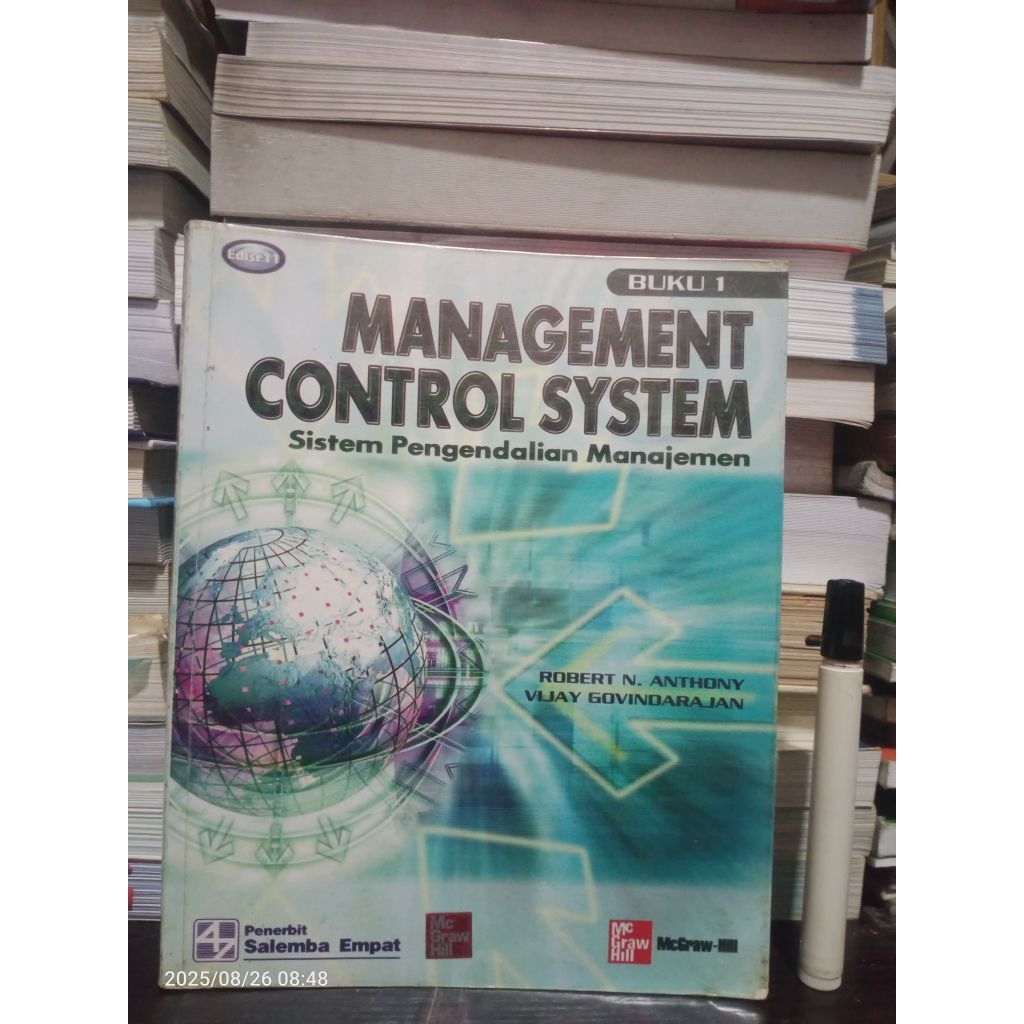 Edisi 11
BUKU 1
MANAGEMENT
CONTROL SYSTEM
Sistem Pengendalian Manajemen
ROBERT N. ANTHONY
VIJAY GOVINDARAJAN
Penerbit
Salemba Empat
Mc
Graw
Hill
Mc
Graw
Hill
McGraw-Hill
2025/08/26 08:48